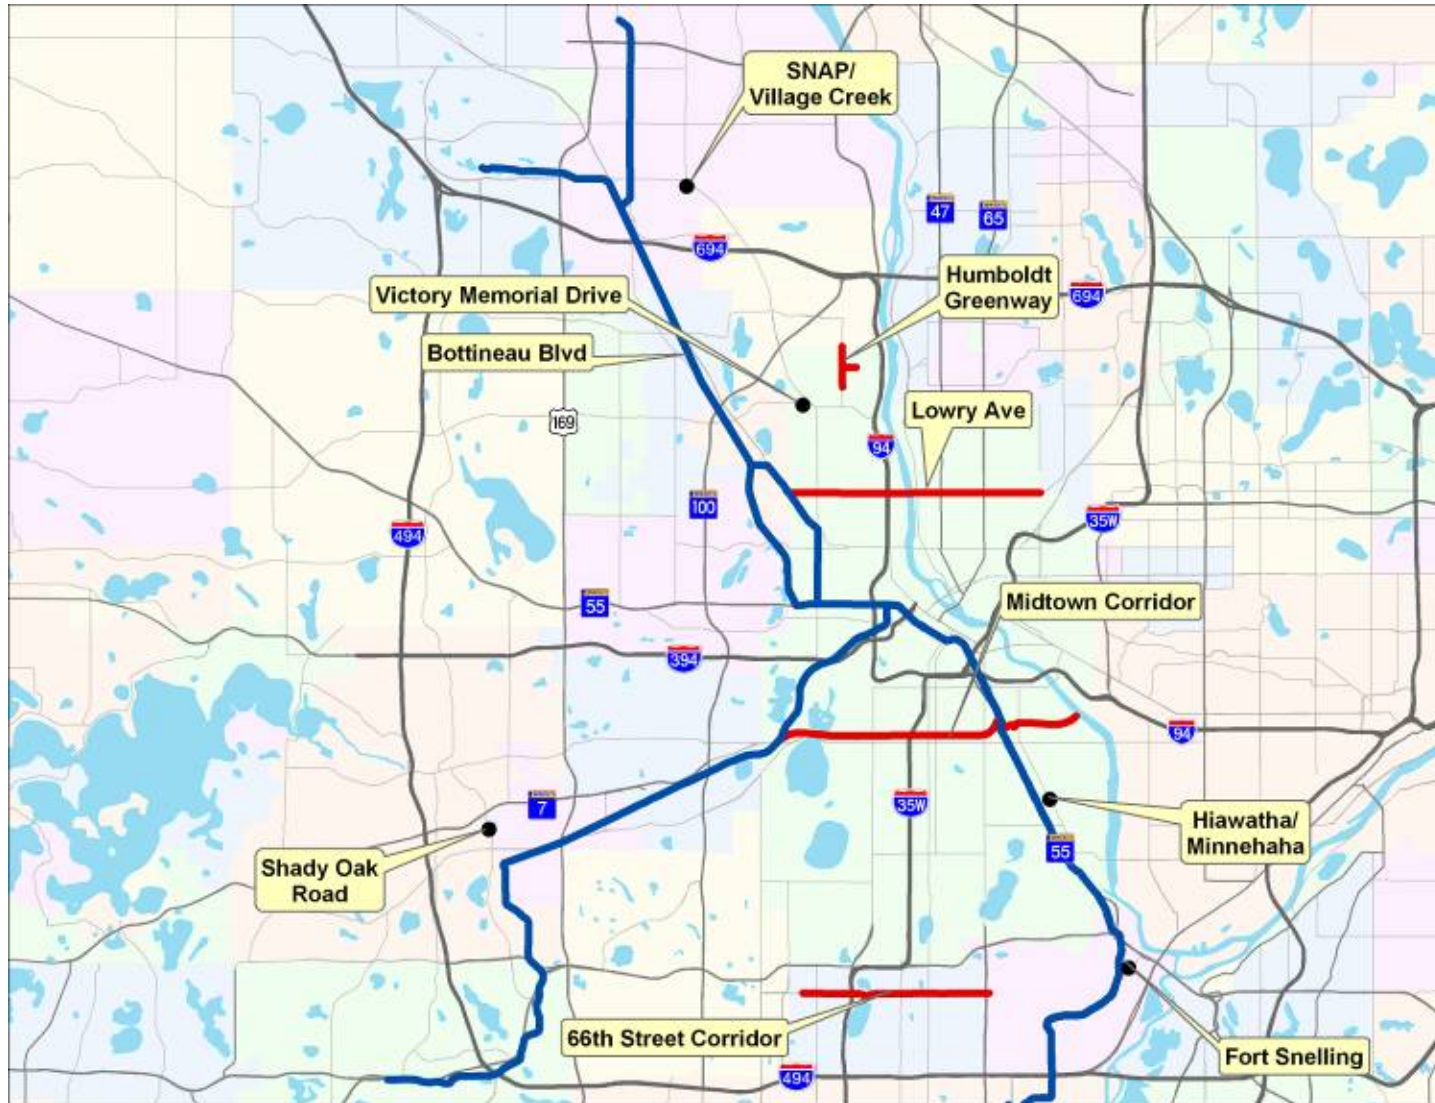 SNAP/
Village Creek
47
65
694
Humboldt
Greenway
Victory Memorial Drive
694
Bottineau Blvd
Lowry Ave
169
94
100
35W
494
55
Midtown Corridor
394
94
7
35W
Hiawatha/
Minnehaha
55
Shady Oak
Road
66th Street Corridor
Fort Snelling
494